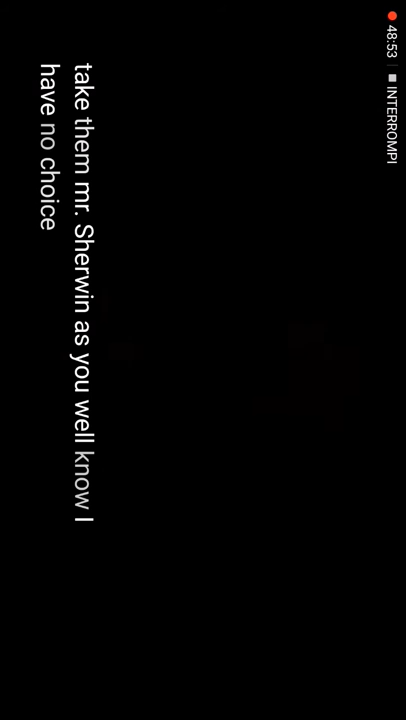 48:53 INTERROMPI
take them mr. Sherwin as you well know I
have no choice